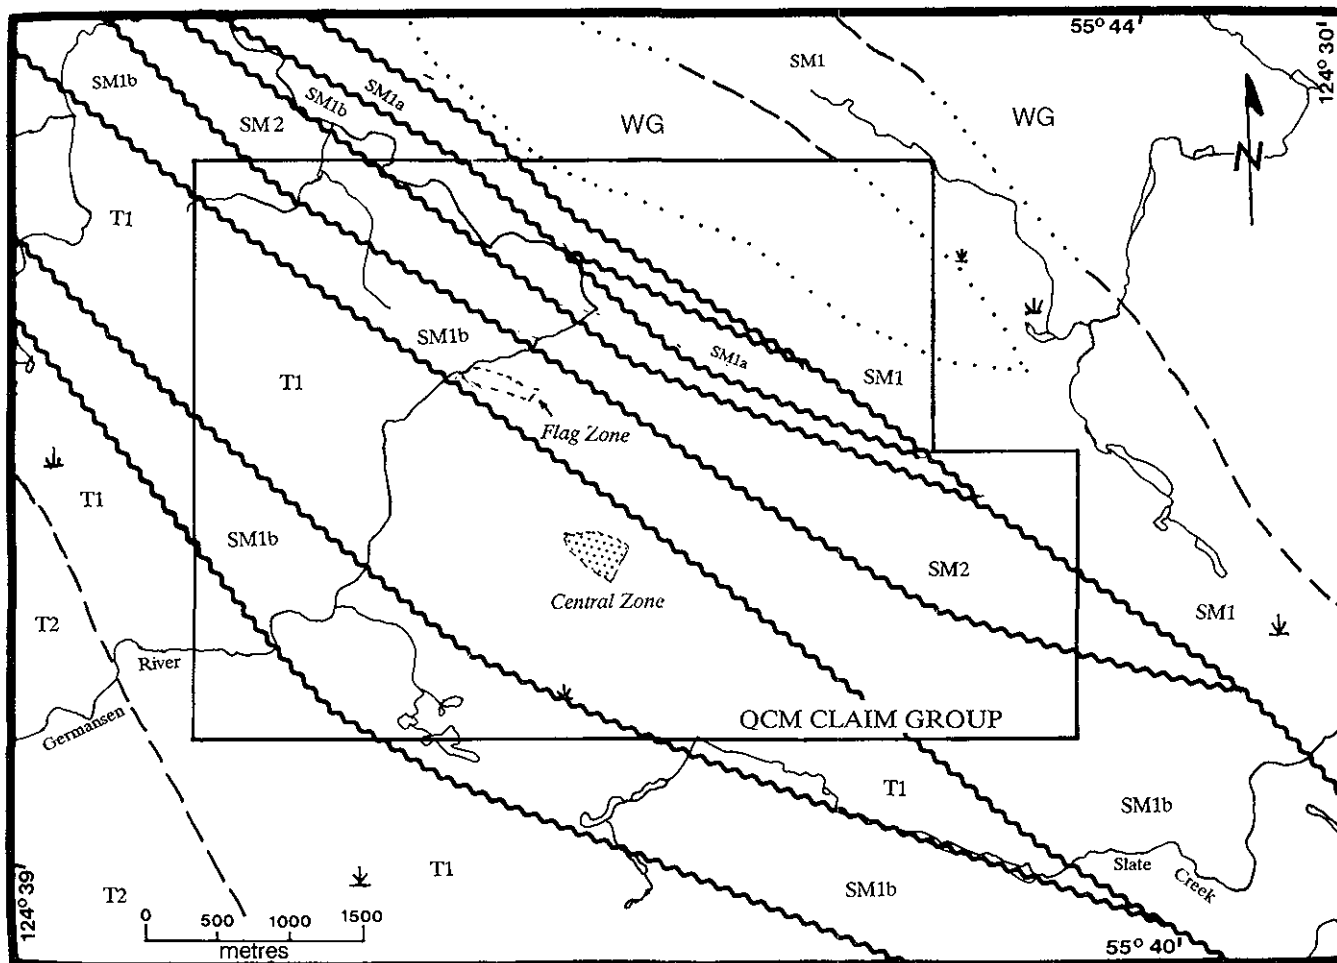 55° 44'
124° 30'
SM1
SM1b
SM1a
SM1b
SM2
WG
WG
T1
SM1b
T1
SM1a
SM1
Flag Zone
T1
SM1b
SM2
Central Zone
SM1
T2
River
Germansen
QCM CLAIM GROUP
T1
SM1b
T1
Slate
Creek
SM1b
T2
124° 39'
0 500 1000 1500
metres
55° 40'
N